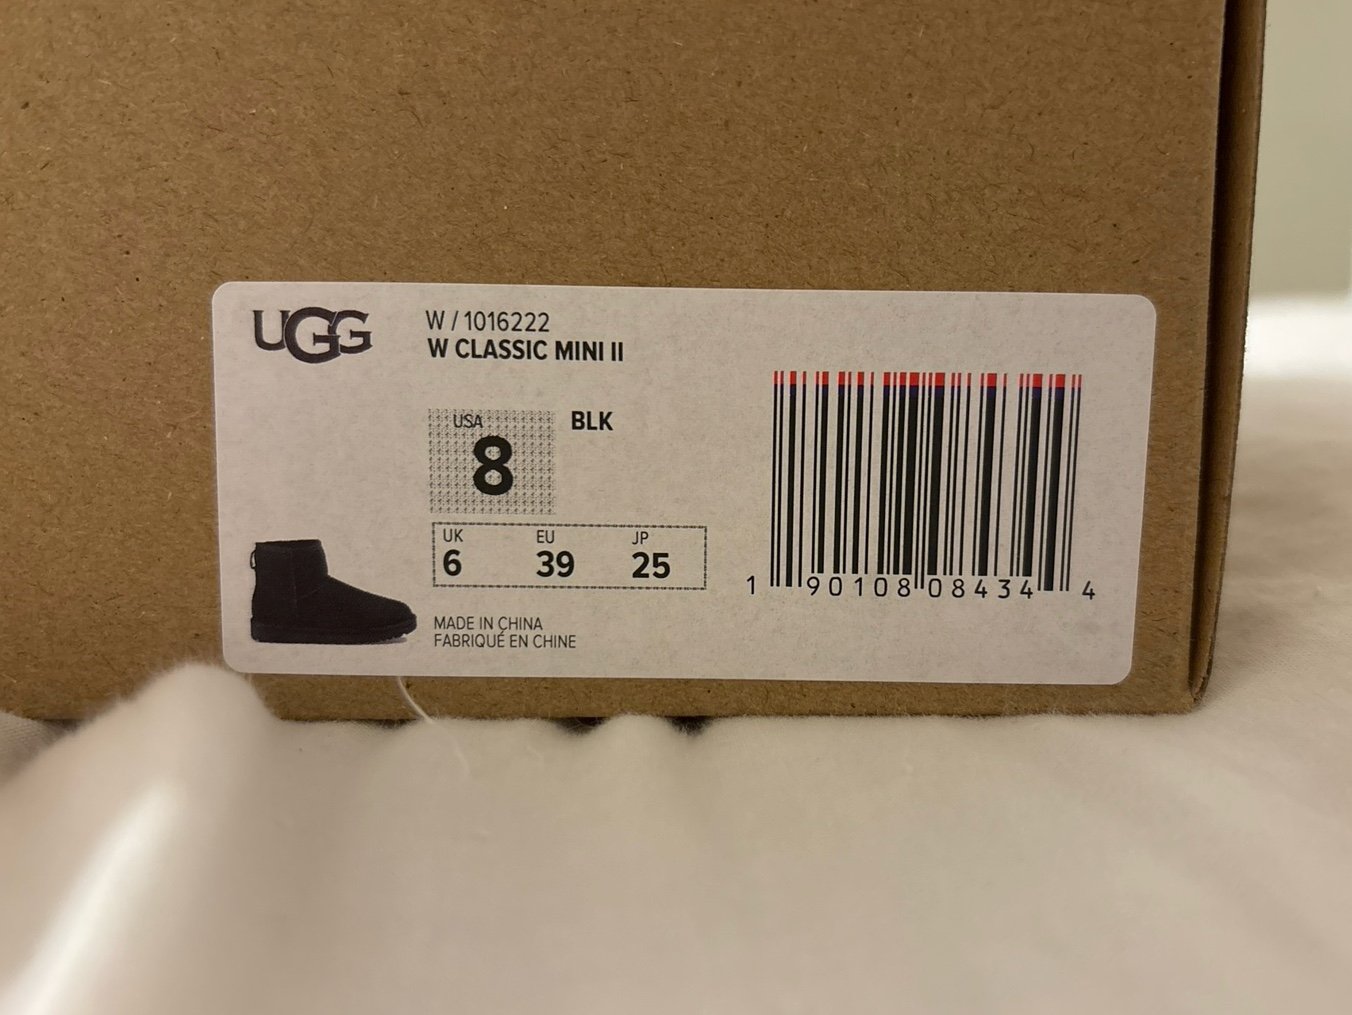 UGG
W / 1016222
W CLASSIC MINI II
USA
8
BLK
UK EU JP
6 39 25
MADE IN CHINA
FABRIQUÉ EN CHINE
1 90108 08434 4